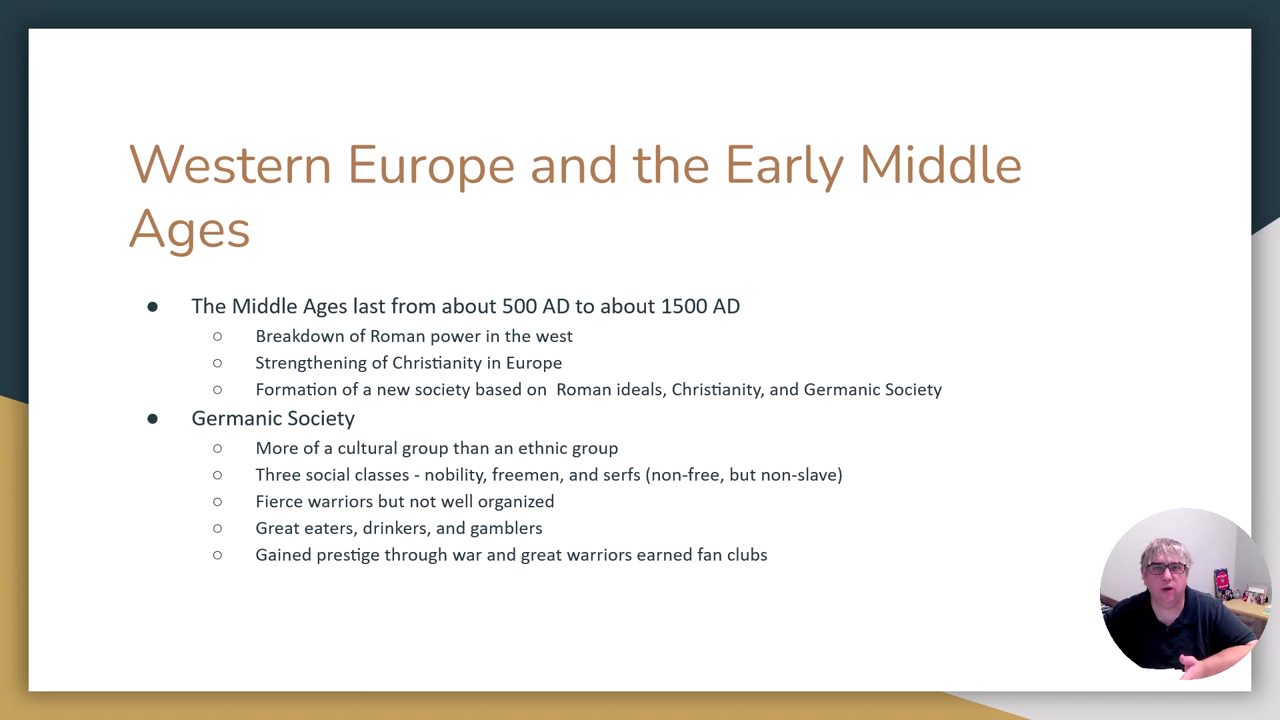 Western Europe and the Early Middle
Ages
● The Middle Ages last from about 500 AD to about 1500 AD
○ Breakdown of Roman power in the west
○ Strengthening of Christianity in Europe
○ Formation of a new society based on  Roman ideals, Christianity, and Germanic Society
● Germanic Society
○ More of a cultural group than an ethnic group
○ Three social classes - nobility, freemen, and serfs (non-free, but non-slave)
○ Fierce warriors but not well organized
○ Great eaters, drinkers, and gamblers
○ Gained prestige through war and great warriors earned fan clubs